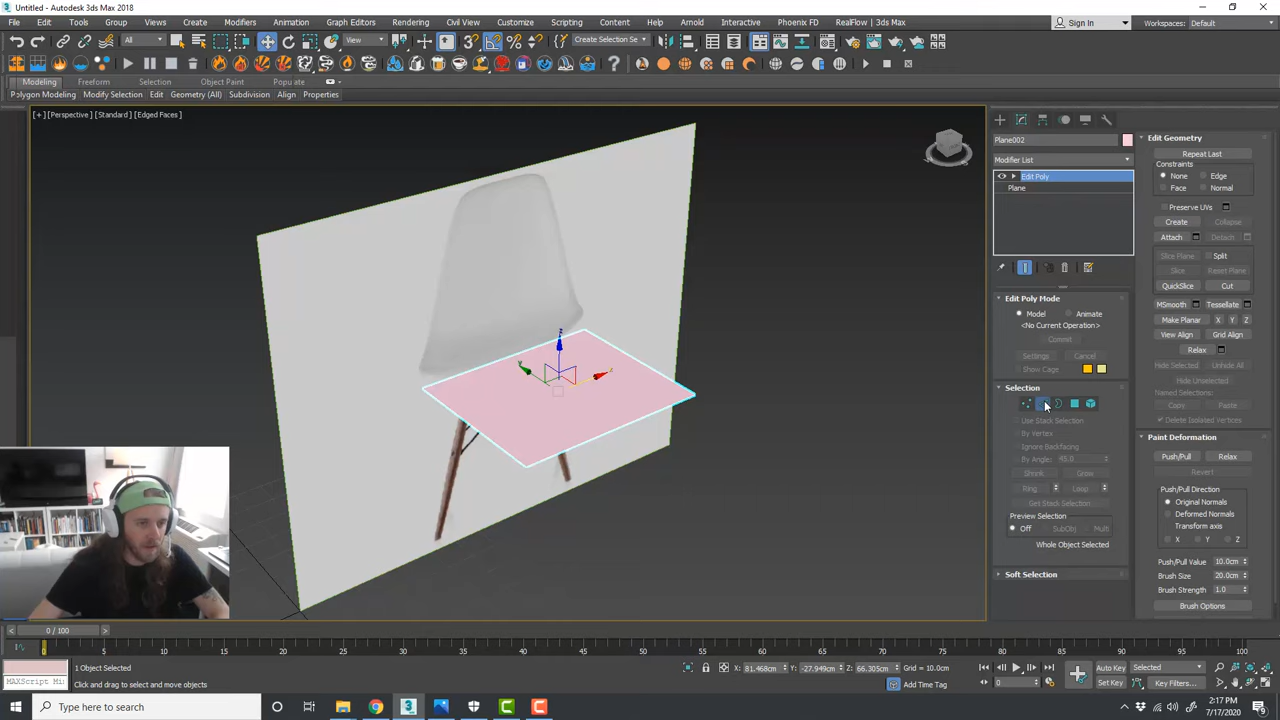 Untitled - Autodesk 3ds Max 2018
File Edit Tools Group Views Create Modifiers Animation Graph Editors Rendering Civil View Customize Scripting Content Help Arnold Interactive Phoenix FD RealFlow | 3ds Max Sign In Workspaces: Default
All View Create Selection Se
Modeling Freeform Selection Object Paint Populate
Polygon Modeling Modify Selection Edit Geometry (All) Subdivision Align Properties
[+] [Perspective] [Standard] [Edged Faces]
Plane002
Modifier List
Edit Poly
Plane
Edit Poly Mode
Model Animate
<No Current Operation>
Commit
Settings Cancel
Show Cage
Selection
Use Stack Selection
By Vertex
Ignore Backfacing
By Angle: 45.0
Shrink Grow
Ring Loop
Get Stack Selection
Preview Selection
Off SubObj Multi
Whole Object Selected
Soft Selection
Edit Geometry
Repeat Last
Constraints
None Edge
Face Normal
Preserve UVs
Create Collapse
Attach Detach
Slice Plane Split
Slice Reset Plane
QuickSlice Cut
MSmooth Tessellate
Make Planar X Y Z
View Align Grid Align
Relax
Hide Selected Unhide All
Hide Unselected
Named Selections:
Copy Paste
Delete Isolated Vertices
Paint Deformation
Push/Pull Relax
Revert
Push/Pull Direction
Original Normals
Deformed Normals
Transform axis
X Y Z
Push/Pull Value 10.0cm
Brush Size 20.0cm
Brush Strength 1.0
Brush Options
0 / 100
0 5 10 15 20 25 30 35 40 45 50 55 60 65 70 75 80 85 90 95 100
1 Object Selected
Click and drag to select and move objects
MAXScript Mi
X: 81.468cm Y: -27.949cm Z: 66.305cm Grid = 10.0cm
Add Time Tag
Auto Key Selected
Set Key Key Filters...
0
Type here to search
2:17 PM
7/17/2020